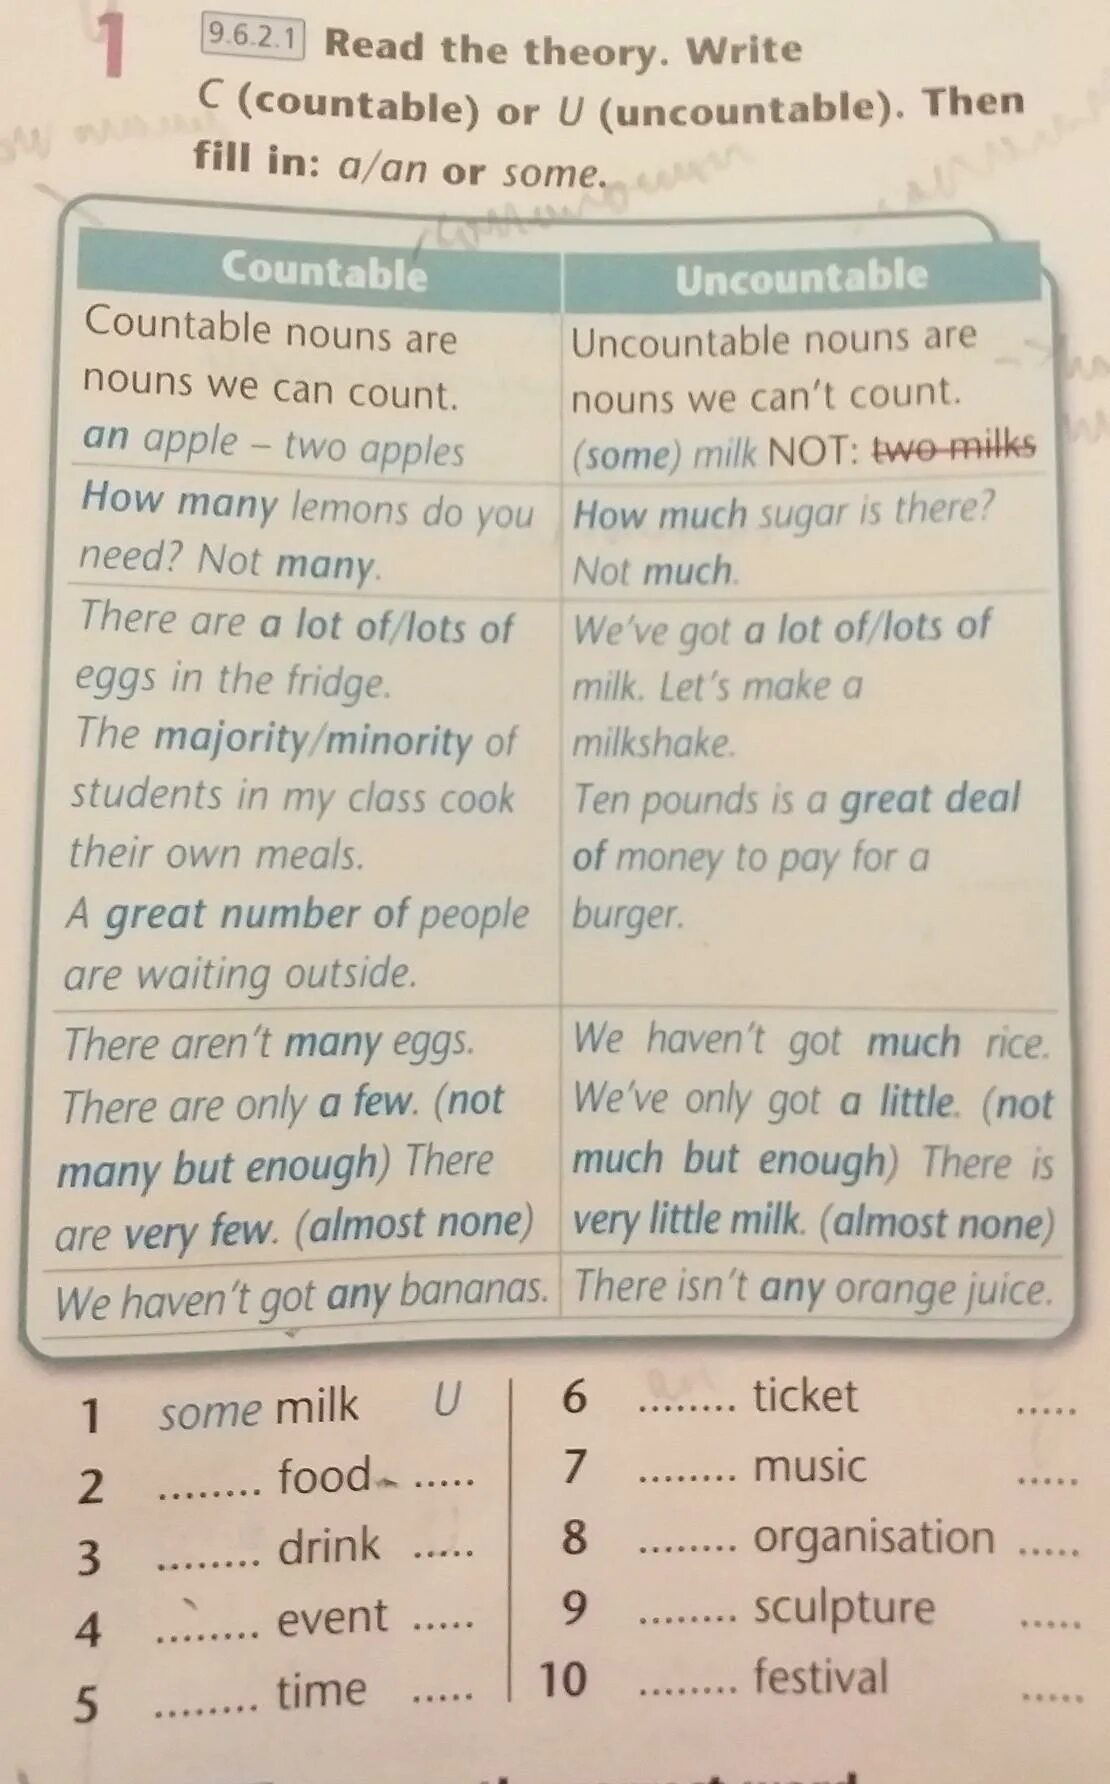 1 9.6.2.1 Read the theory. Write
C (countable) or U (uncountable). Then
fill in: a/an or some.
Countable
Countable nouns are
nouns we can count.
an apple – two apples
How many lemons do you
need? Not many.
There are a lot of/lots of
eggs in the fridge.
The majority/minority of
students in my class cook
their own meals.
A great number of people
are waiting outside.
There aren't many eggs.
There are only a few. (not
many but enough) There
are very few. (almost none)
We haven't got any bananas.
Uncountable
Uncountable nouns are
nouns we can't count.
(some) milk NOT: two milks
How much sugar is there?
Not much.
We've got a lot of/lots of
milk. Let's make a
milkshake.
Ten pounds is a great deal
of money to pay for a
burger.
We haven't got much rice.
We've only got a little. (not
much but enough) There is
very little milk. (almost none)
There isn't any orange juice.
1 some milk U
2 ........ food .....
3 ........ drink .....
4 ........ event .....
5 ........ time .....
6 ........ ticket .....
7 ........ music .....
8 ........ organisation .....
9 ........ sculpture .....
10 ........ festival .....